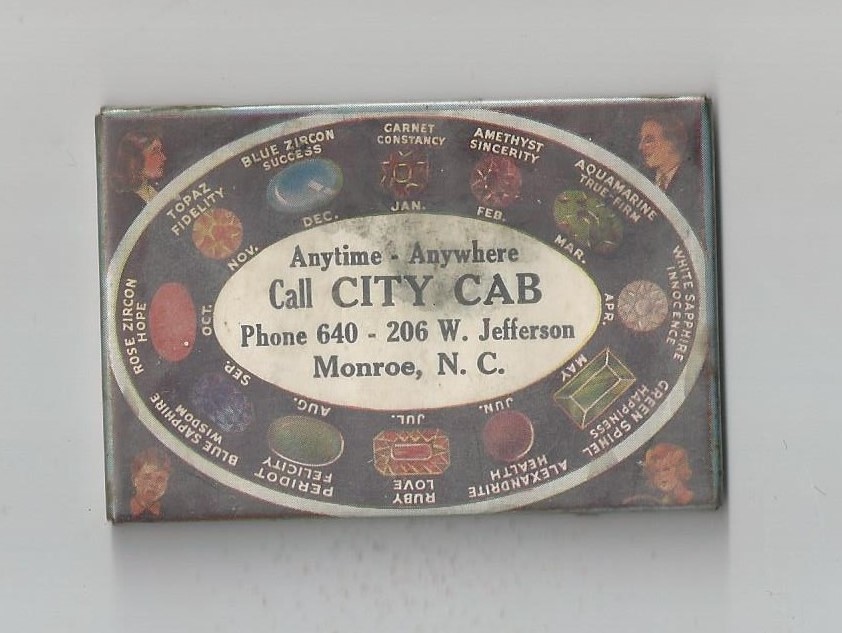 Anytime - Anywhere
Call CITY CAB
Phone 640 - 206 W. Jefferson
Monroe, N. C.
GARNET
CONSTANCY
JAN.
AMETHYST
SINCERITY
FEB.
AQUAMARINE
TRUE-FIRM
MAR.
WHITE SAPPHIRE
INNOCENCE
APR.
GREEN SPINEL
HAPPINESS
MAY
ALEXANDRITE
HEALTH
JUN.
RUBY
LOVE
JUL.
PERIDOT
FELICITY
AUG.
BLUE SAPPHIRE
WISDOM
SEP.
ROSE ZIRCON
HOPE
OCT.
TOPAZ
FIDELITY
NOV.
BLUE ZIRCON
SUCCESS
DEC.